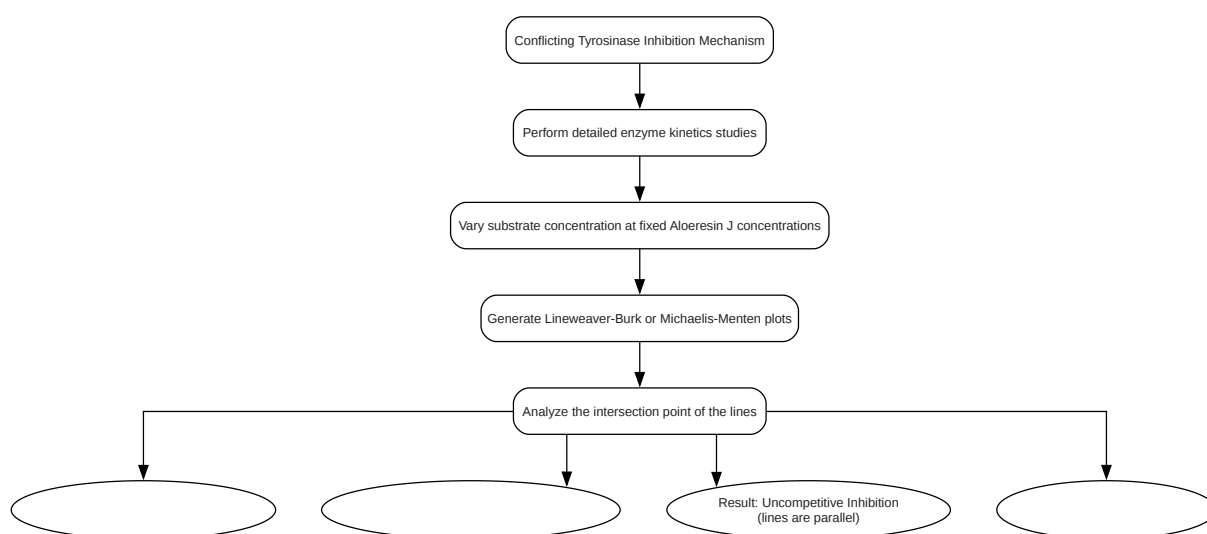 Conflicting Tyrosinase Inhibition Mechanism
Perform detailed enzyme kinetics studies
Vary substrate concentration at fixed Aloeresin J concentrations
Generate Lineweaver-Burk or Michaelis-Menten plots
Analyze the intersection point of the lines
Result: Uncompetitive Inhibition
(lines are parallel)